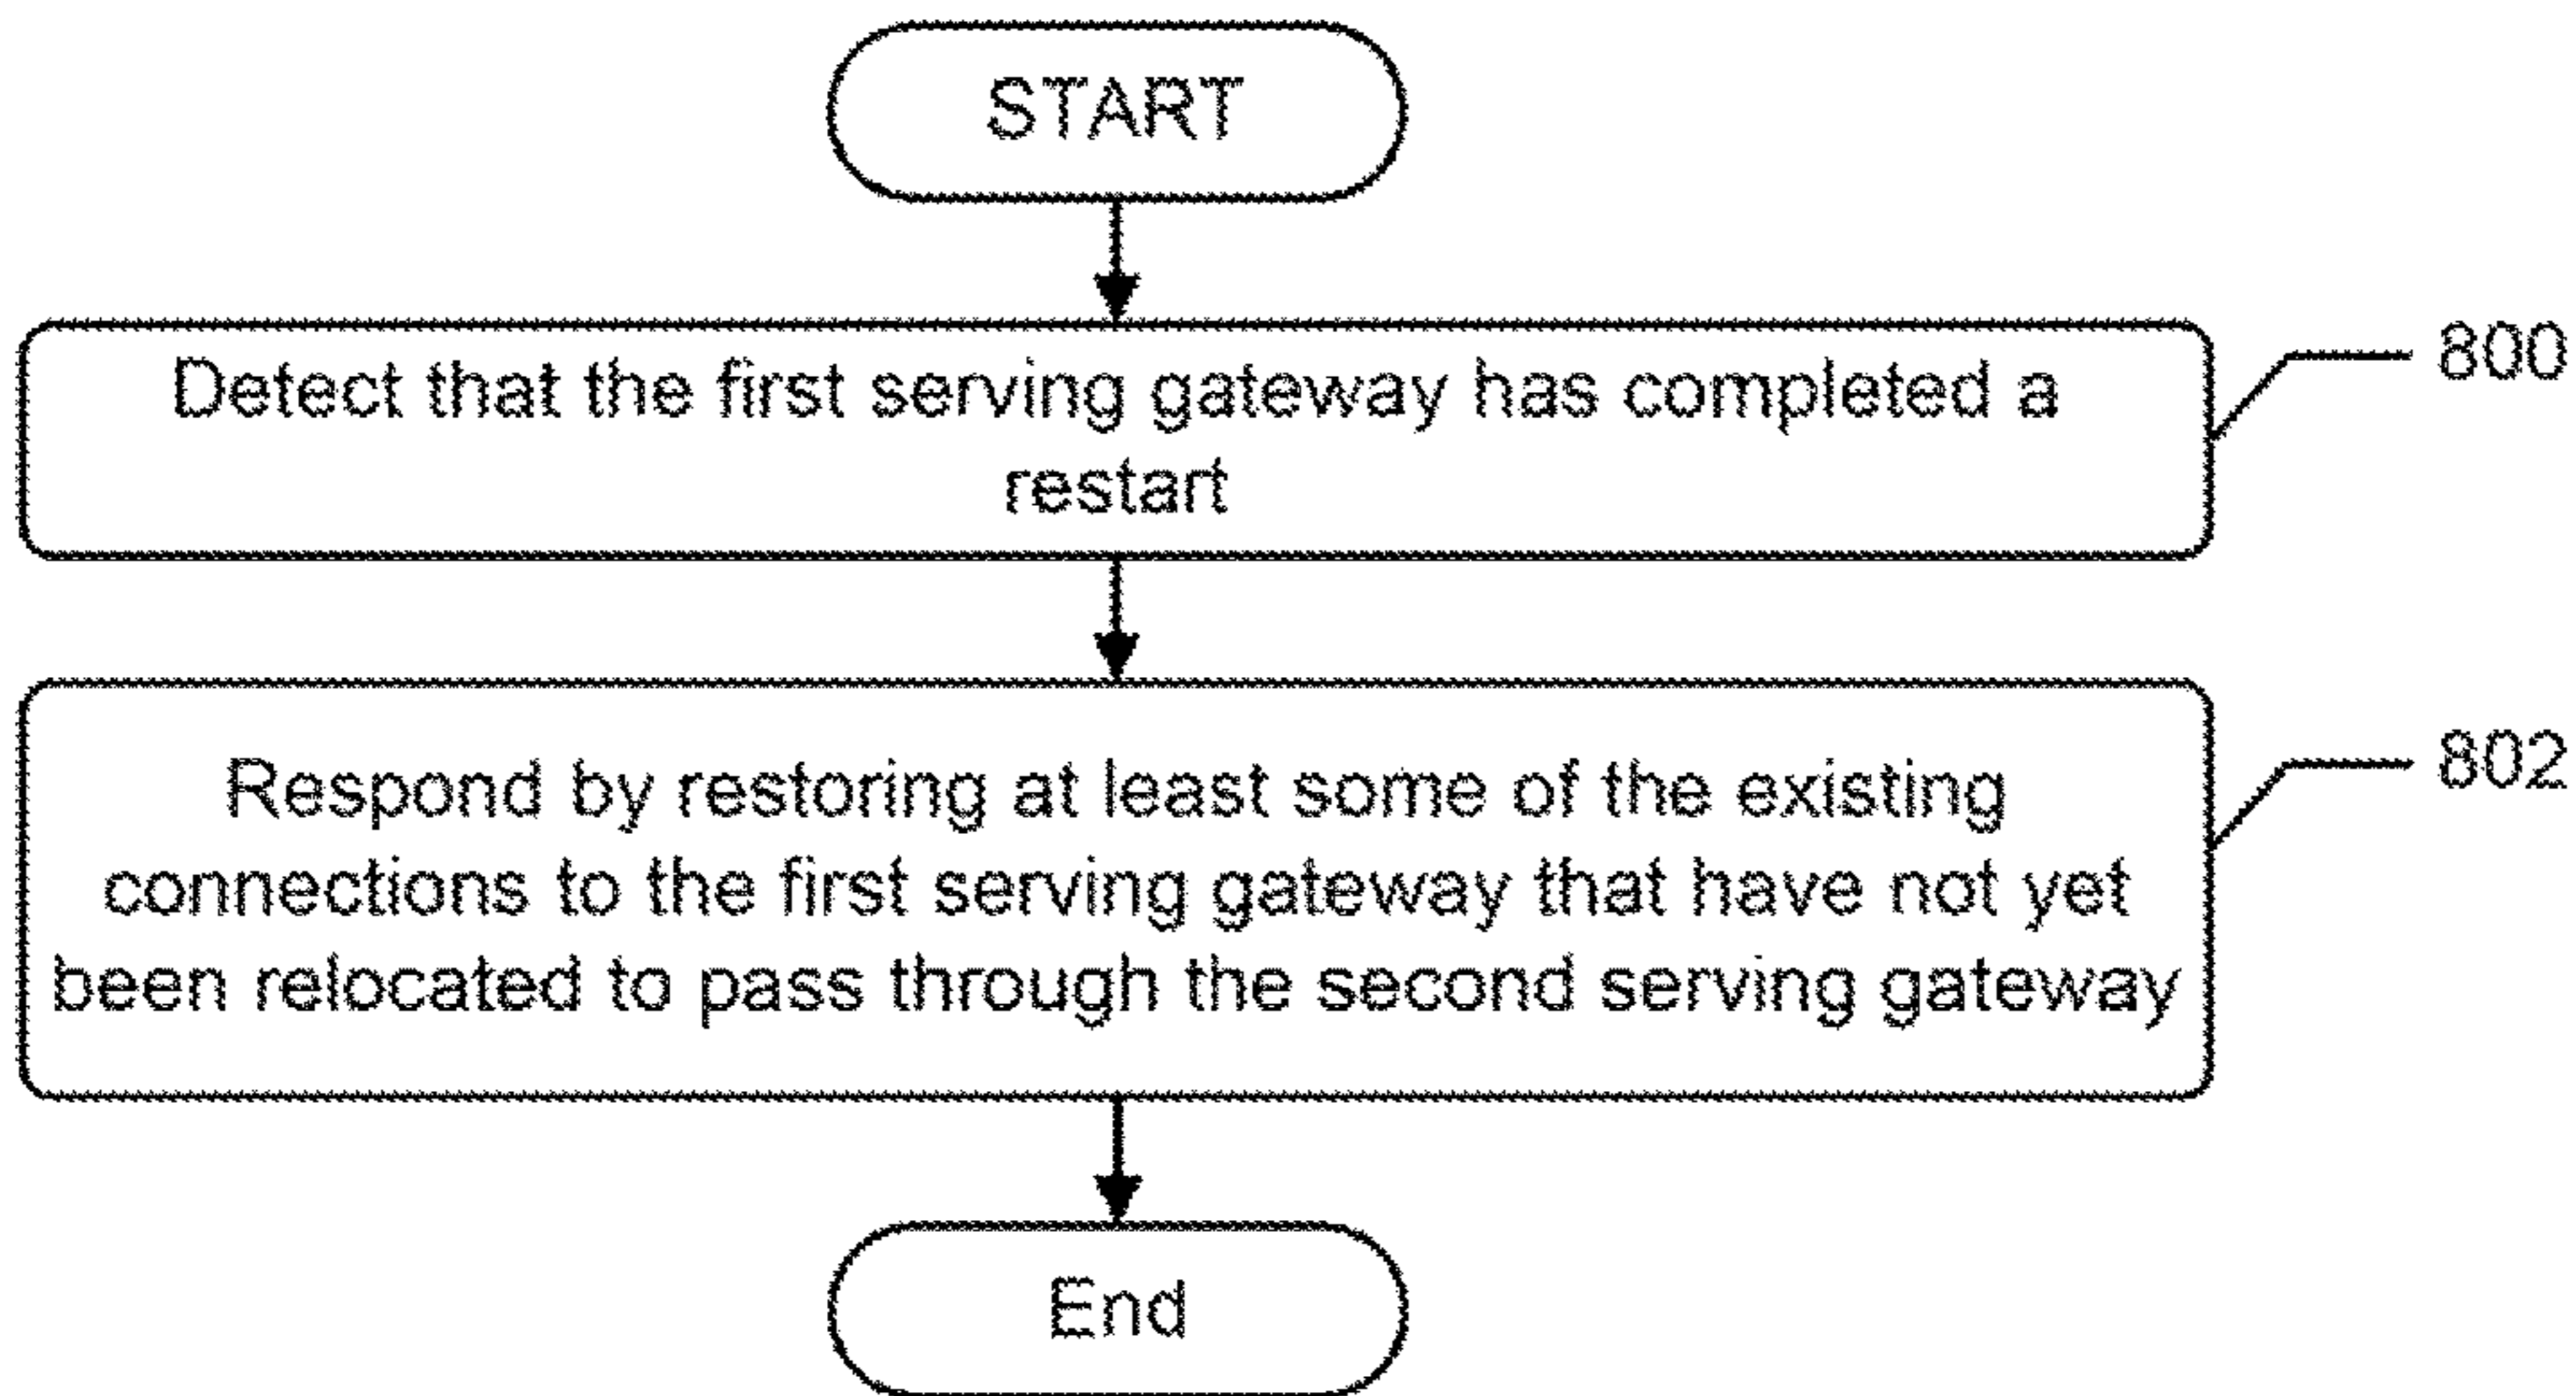 START
Detect that the first serving gateway has completed a
restart
800
Respond by restoring at least some of the existing
connections to the first serving gateway that have not yet
been relocated to pass through the second serving gateway
802
End